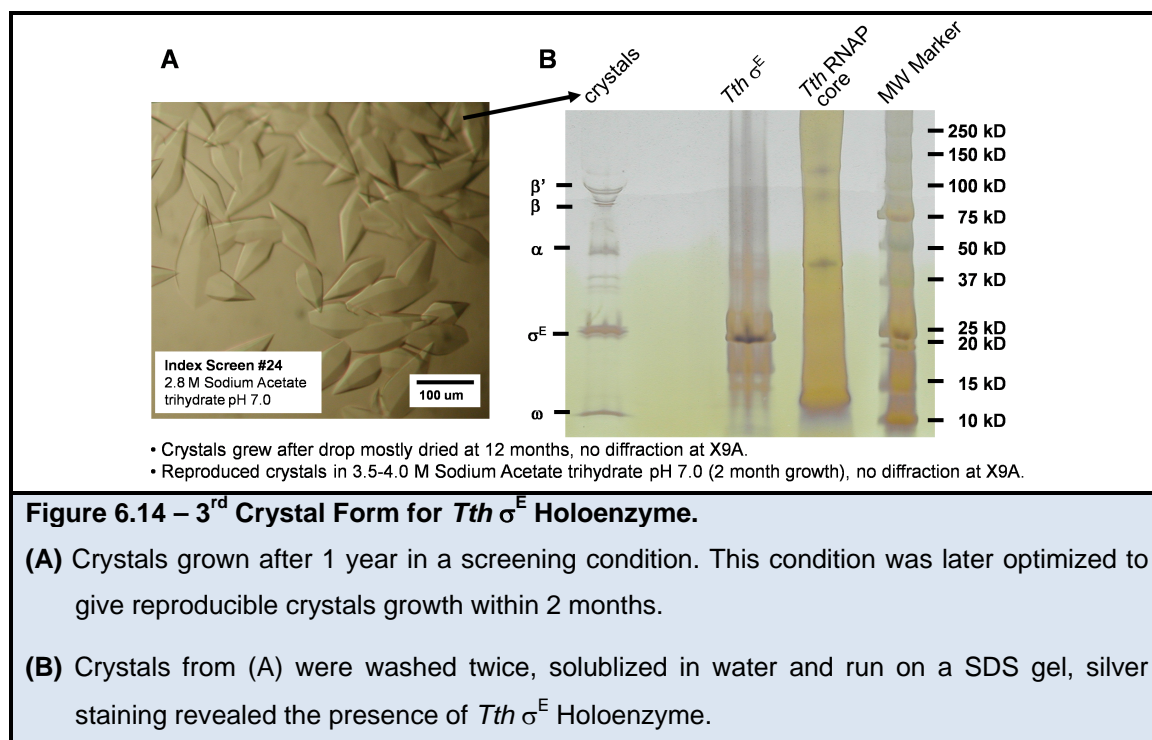 A
B
crystals
Tth σE
Tth RNAP
core
MW Marker
250 kD
150 kD
100 kD
75 kD
50 kD
37 kD
25 kD
20 kD
15 kD
10 kD
β'
β
α
σE
ω
Index Screen #24
2.8 M Sodium Acetate
trihydrate pH 7.0
100 um
• Crystals grew after drop mostly dried at 12 months, no diffraction at X9A.
• Reproduced crystals in 3.5-4.0 M Sodium Acetate trihydrate pH 7.0 (2 month growth), no diffraction at X9A.
Figure 6.14 – 3rd Crystal Form for Tth σE Holoenzyme.
(A) Crystals grown after 1 year in a screening condition. This condition was later optimized to
give reproducible crystals growth within 2 months.
(B) Crystals from (A) were washed twice, solublized in water and run on a SDS gel, silver
staining revealed the presence of Tth σE Holoenzyme.